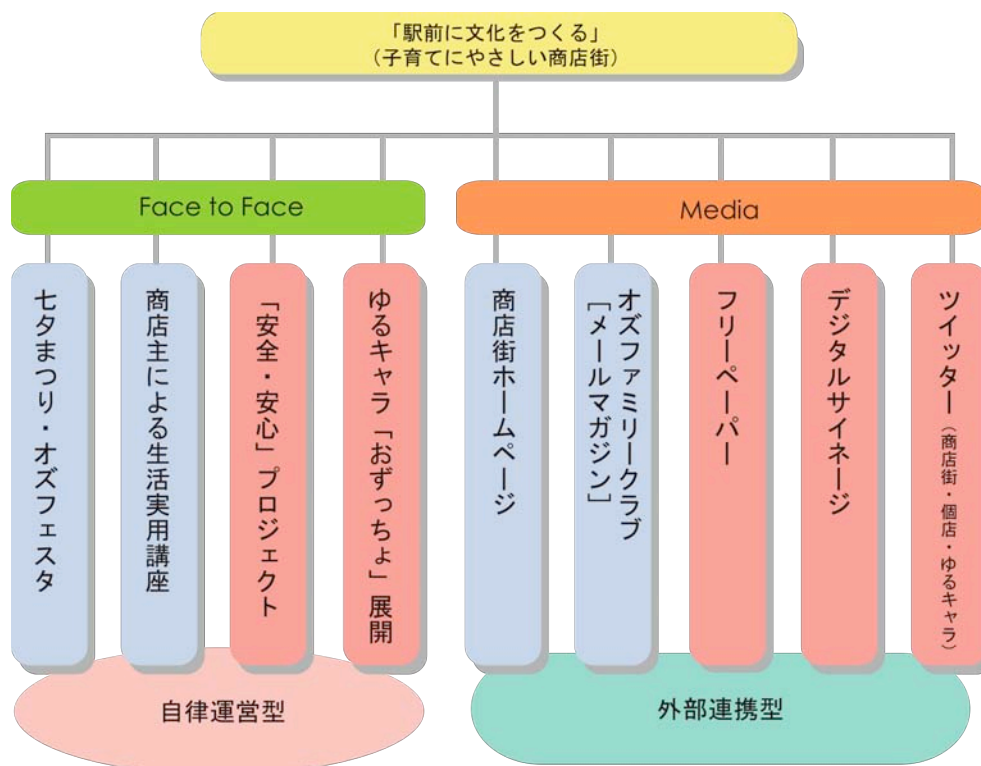 「駅前に文化をつくる」
（子育てにやさしい商店街）
Face to Face
Media
七夕まつり・オズフェスタ
商店主による生活実用講座
「安全・安心」プロジェクト
ゆるキャラ「おずっちょ」展開
商店街ホームページ
オズファミリークラブ
［メールマガジン］
フリーペーパー
デジタルサイネージ
ツイッター（商店街・個店・ゆるキャラ）
自律運営型
外部連携型